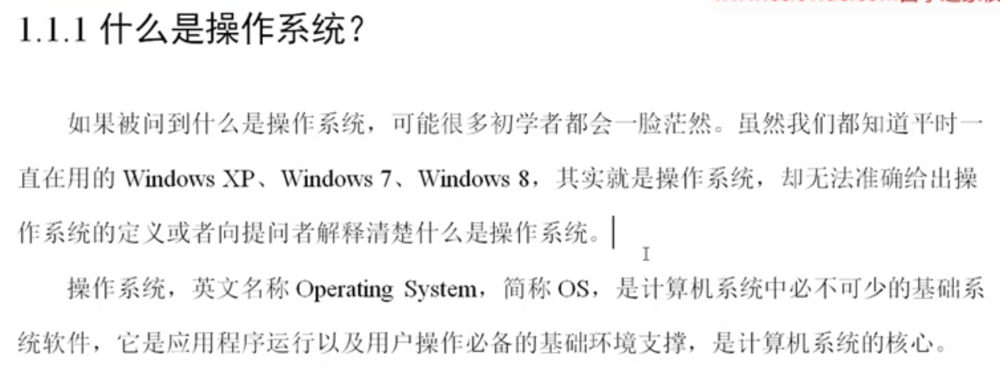 1.1.1 什么是操作系统？
如果被问到什么是操作系统，可能很多初学者都会一脸茫然。虽然我们都知道平时一
直在用的 Windows XP、Windows 7、Windows 8，其实就是操作系统，却无法准确给出操
作系统的定义或者向提问者解释清楚什么是操作系统。
操作系统，英文名称 Operating System，简称 OS，是计算机系统中必不可少的基础系
统软件，它是应用程序运行以及用户操作必备的基础环境支撑，是计算机系统的核心。